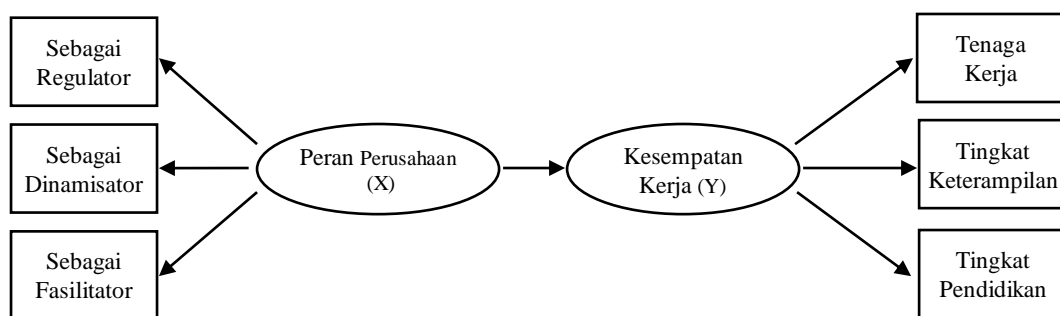 Sebagai
Regulator
Sebagai
Dinamisator
Sebagai
Fasilitator
Peran Perusahaan
(X)
Kesempatan
Kerja (Y)
Tenaga
Kerja
Tingkat
Keterampilan
Tingkat
Pendidikan